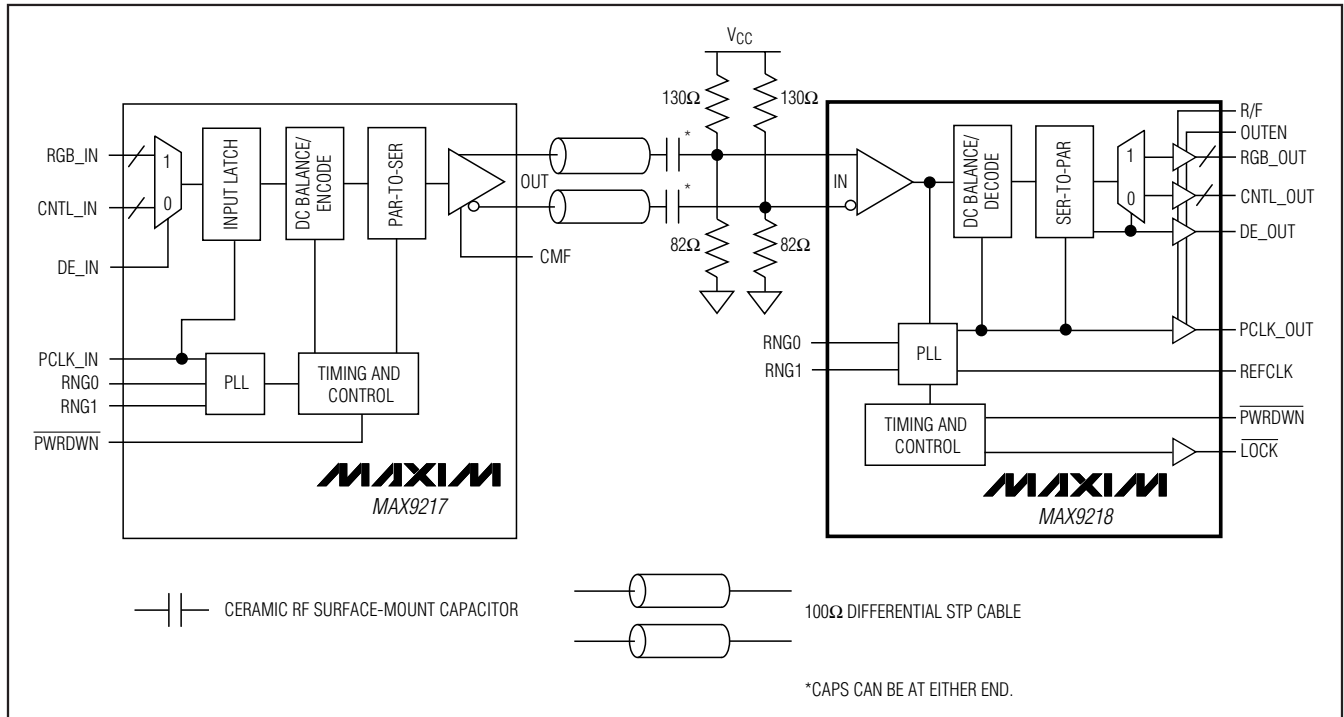 VCC
130Ω
130Ω
*
*
82Ω
82Ω
RGB_IN
CNTL_IN
DE_IN
PCLK_IN
RNG0
RNG1
PWRDWN
1
0
INPUT LATCH
DC BALANCE/
ENCODE
PAR-TO-SER
PLL
TIMING AND
CONTROL
OUT
CMF
MAXIM
MAX9217
IN
RNG0
RNG1
DC BALANCE/
DECODE
SER-TO-PAR
1
0
PLL
TIMING AND
CONTROL
R/F
OUTEN
RGB_OUT
CNTL_OUT
DE_OUT
PCLK_OUT
REFCLK
PWRDWN
LOCK
MAXIM
MAX9218
CERAMIC RF SURFACE-MOUNT CAPACITOR
100Ω DIFFERENTIAL STP CABLE
*CAPS CAN BE AT EITHER END.